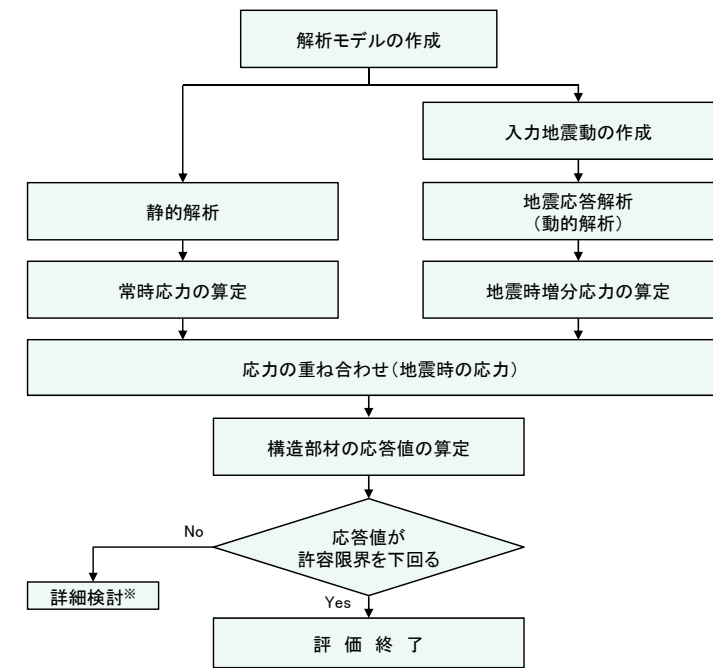 解析モデルの作成
入力地震動の作成
静的解析
地震応答解析
（動的解析）
常時応力の算定
地震時増分応力の算定
応力の重ね合わせ（地震時の応力）
構造部材の応答値の算定
No
応答値が
許容限界を下回る
詳細検討※
Yes
評 価 終 了